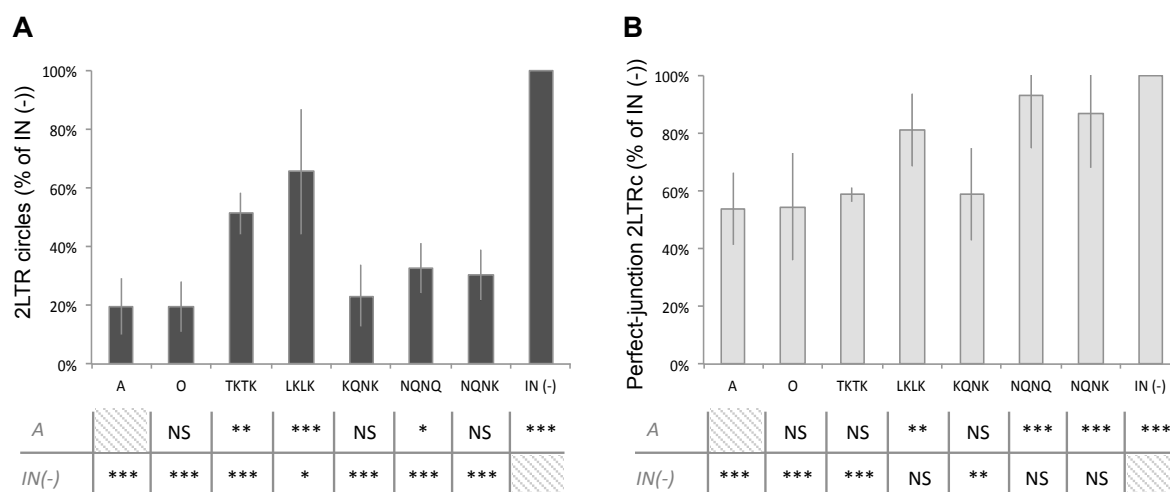 A
2LTR circles (% of IN (-))
100%
80%
60%
40%
20%
0%
A O TKTK LKLK KQNK NQNQ NQNK IN (-)
A NS ** *** NS * NS ***
IN(-) *** *** *** * *** *** ***
B
Perfect-junction 2LTRc (% of IN (-))
100%
80%
60%
40%
20%
0%
A O TKTK LKLK KQNK NQNQ NQNK IN (-)
A NS NS ** NS *** *** ***
IN(-) *** *** *** NS ** NS NS